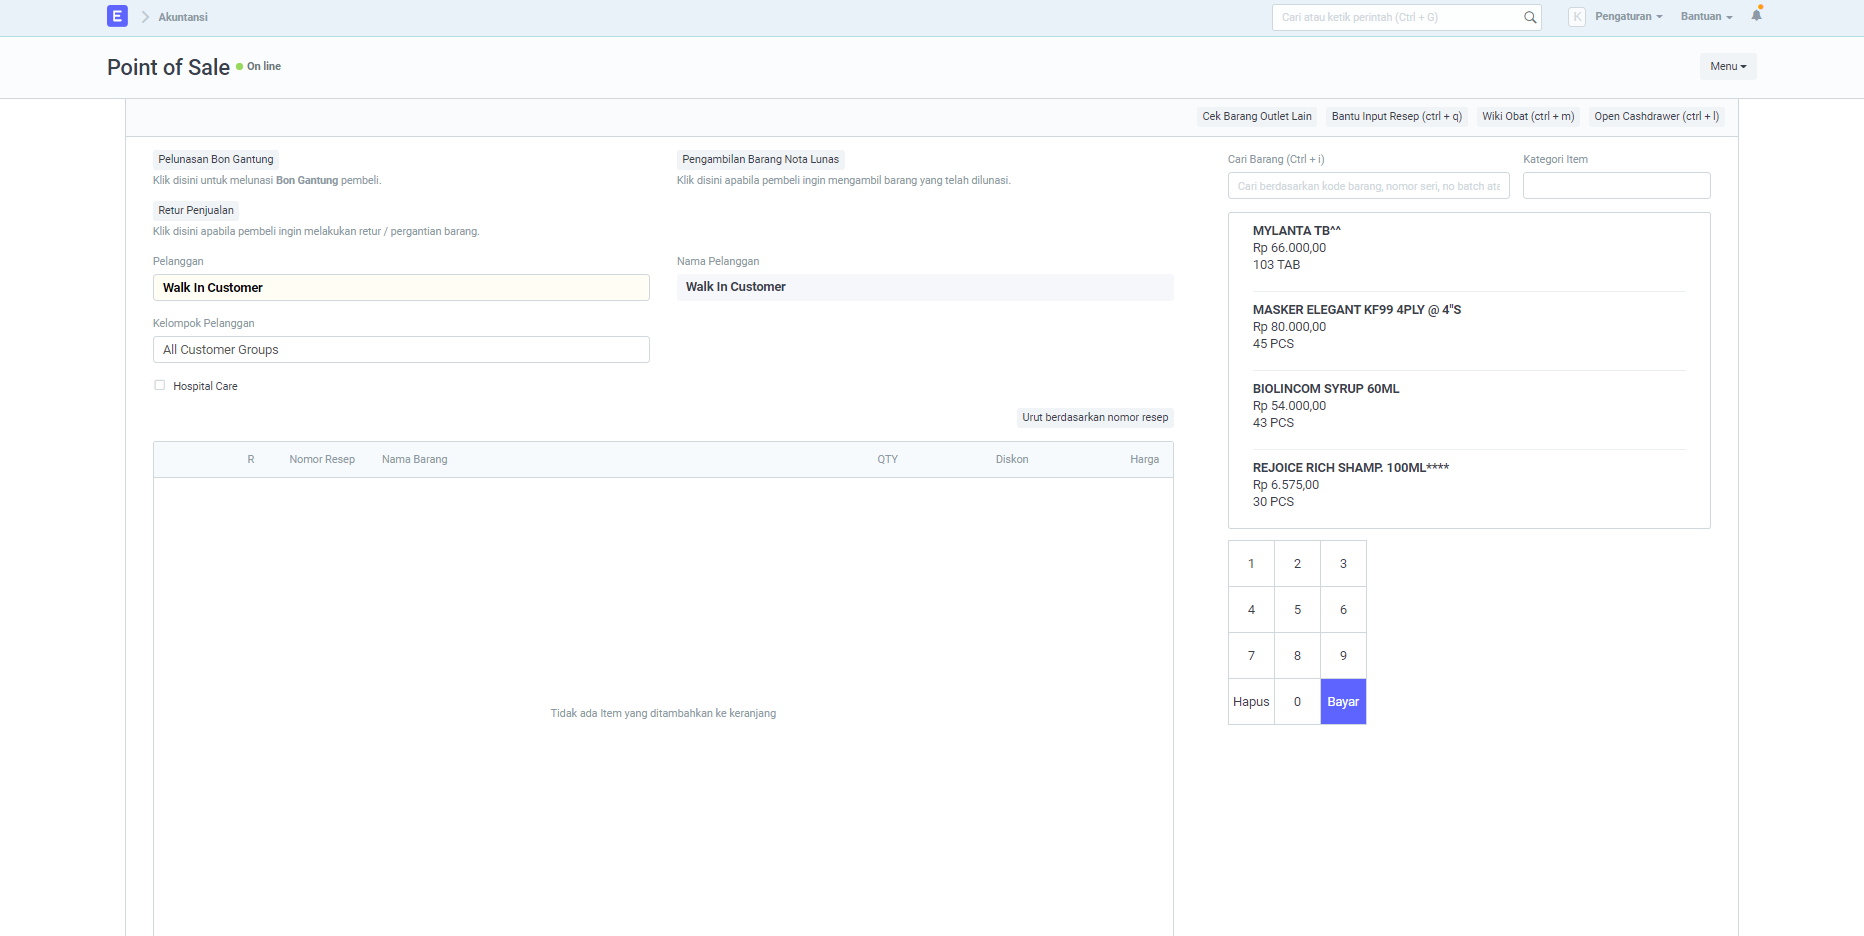 E
Akuntansi
Cari atau ketik perintah (Ctrl + G)
K
Pengaturan
Bantuan
Point of Sale
On line
Menu
Cek Barang Outlet Lain
Bantu Input Resep (ctrl + q)
Wiki Obat (ctrl + m)
Open Cashdrawer (ctrl + l)
Pelunasan Bon Gantung
Klik disini untuk melunasi Bon Gantung pembeli.
Pengambilan Barang Nota Lunas
Klik disini apabila pembeli ingin mengambil barang yang telah dilunasi.
Retur Penjualan
Klik disini apabila pembeli ingin melakukan retur / pergantian barang.
Pelanggan
Walk In Customer
Nama Pelanggan
Walk In Customer
Kelompok Pelanggan
All Customer Groups
Hospital Care
Urut berdasarkan nomor resep
R
Nomor Resep
Nama Barang
QTY
Diskon
Harga
Tidak ada Item yang ditambahkan ke keranjang
Cari Barang (Ctrl + i)
Cari berdasarkan kode barang, nomor seri, no batch ata
Kategori Item
MYLANTA TB^^
Rp 66.000,00
103 TAB
MASKER ELEGANT KF99 4PLY @ 4"S
Rp 80.000,00
45 PCS
BIOLINCOM SYRUP 60ML
Rp 54.000,00
43 PCS
REJOICE RICH SHAMP. 100ML****
Rp 6.575,00
30 PCS
1 2 3
4 5 6
7 8 9
Hapus 0 Bayar